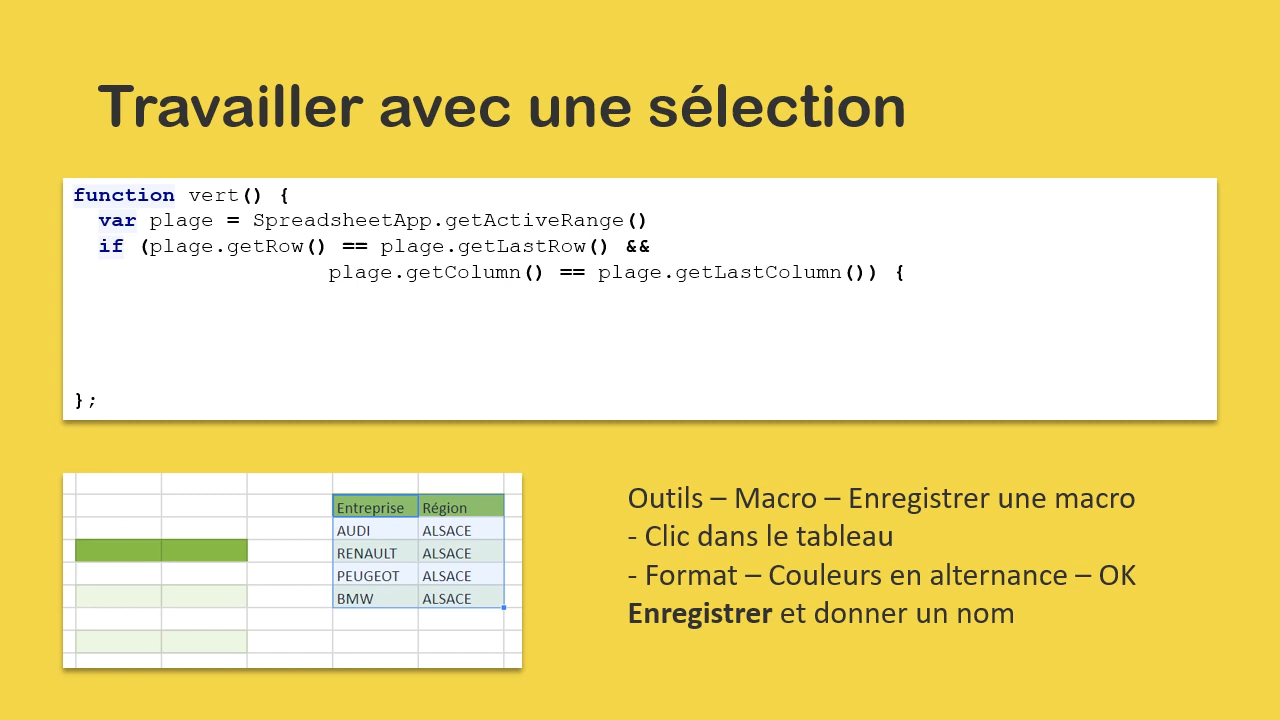 Travailler avec une sélection
function vert() {
var plage = SpreadsheetApp.getActiveRange()
if (plage.getRow() == plage.getLastRow() &&
plage.getColumn() == plage.getLastColumn()) {
};
Entreprise Région
AUDI ALSACE
RENAULT ALSACE
PEUGEOT ALSACE
BMW ALSACE
Outils – Macro – Enregistrer une macro
- Clic dans le tableau
- Format – Couleurs en alternance – OK
Enregistrer et donner un nom